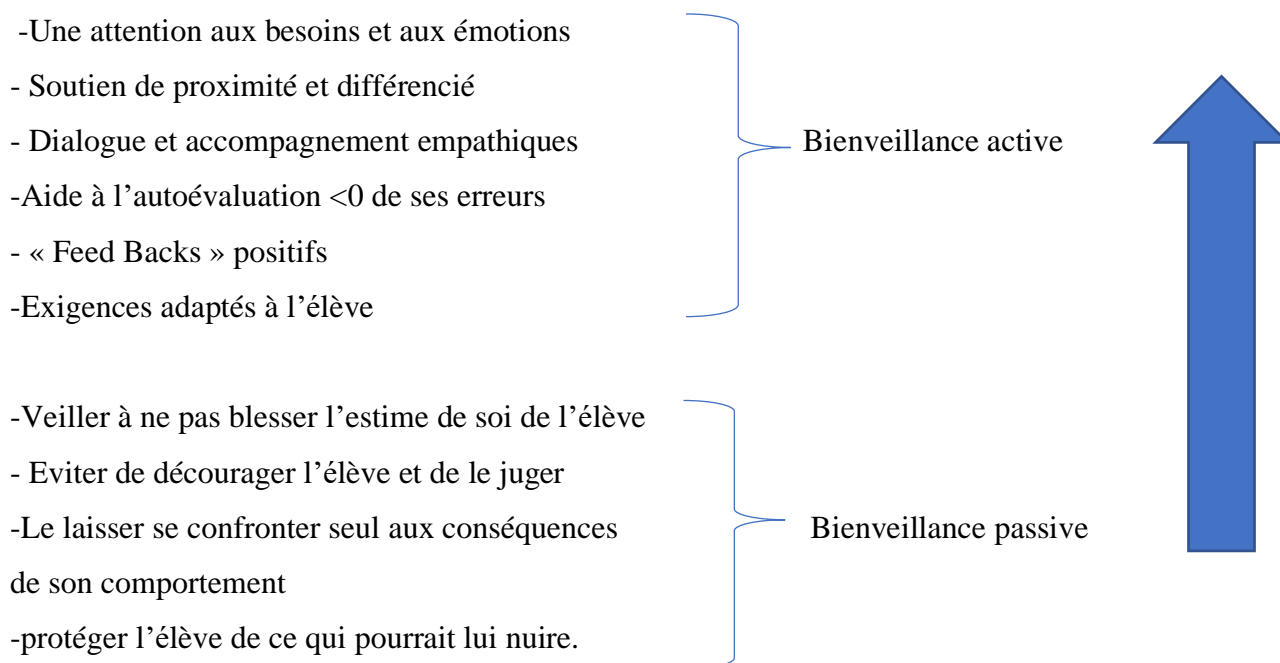 -Une attention aux besoins et aux émotions
- Soutien de proximité et différencié
- Dialogue et accompagnement empathiques
Bienveillance active
-Aide à l’autoévaluation <0 de ses erreurs
- « Feed Backs » positifs
-Exigences adaptés à l’élève
-Veiller à ne pas blesser l’estime de soi de l’élève
- Eviter de décourager l’élève et de le juger
-Le laisser se confronter seul aux conséquences
Bienveillance passive
de son comportement
-protéger l’élève de ce qui pourrait lui nuire.